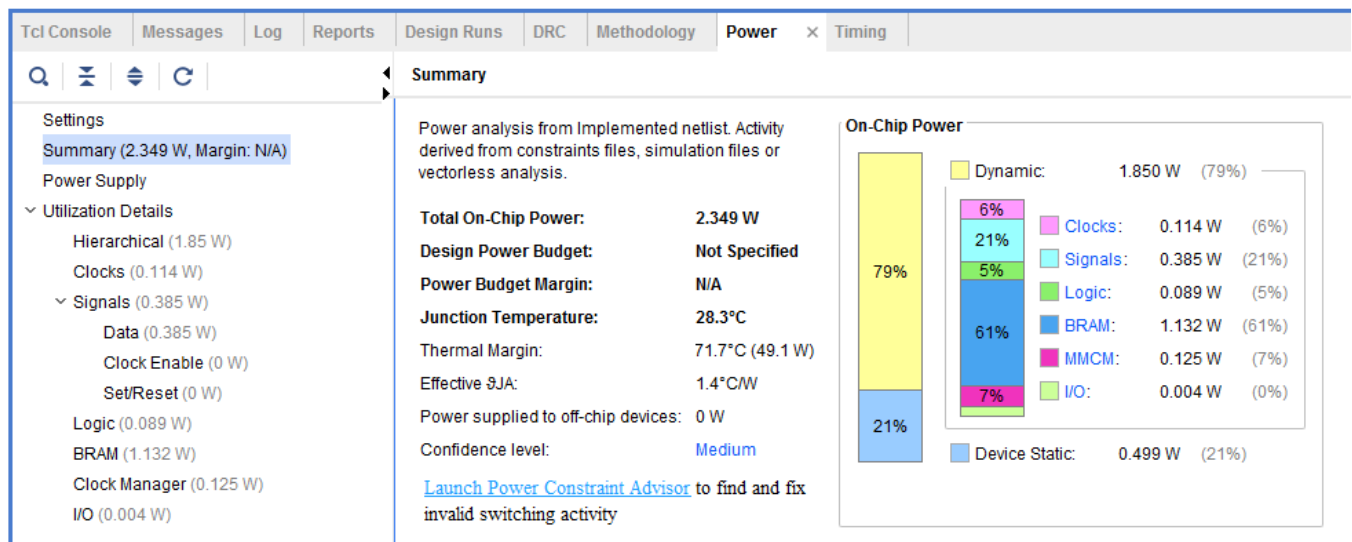 Tcl Console Messages Log Reports Design Runs DRC Methodology Power × Timing
Summary
Settings
Summary (2.349 W, Margin: N/A)
Power Supply
Utilization Details
Hierarchical (1.85 W)
Clocks (0.114 W)
Signals (0.385 W)
Data (0.385 W)
Clock Enable (0 W)
Set/Reset (0 W)
Logic (0.089 W)
BRAM (1.132 W)
Clock Manager (0.125 W)
I/O (0.004 W)
Power analysis from Implemented netlist. Activity
derived from constraints files, simulation files or
vectorless analysis.
Total On-Chip Power: 2.349 W
Design Power Budget: Not Specified
Power Budget Margin: N/A
Junction Temperature: 28.3°C
Thermal Margin: 71.7°C (49.1 W)
Effective ϑJA: 1.4°C/W
Power supplied to off-chip devices: 0 W
Confidence level: Medium
Launch Power Constraint Advisor to find and fix
invalid switching activity
On-Chip Power
79%
21%
Dynamic: 1.850 W (79%)
6%
21%
5%
61%
7%
Clocks: 0.114 W (6%)
Signals: 0.385 W (21%)
Logic: 0.089 W (5%)
BRAM: 1.132 W (61%)
MMCM: 0.125 W (7%)
I/O: 0.004 W (0%)
Device Static: 0.499 W (21%)